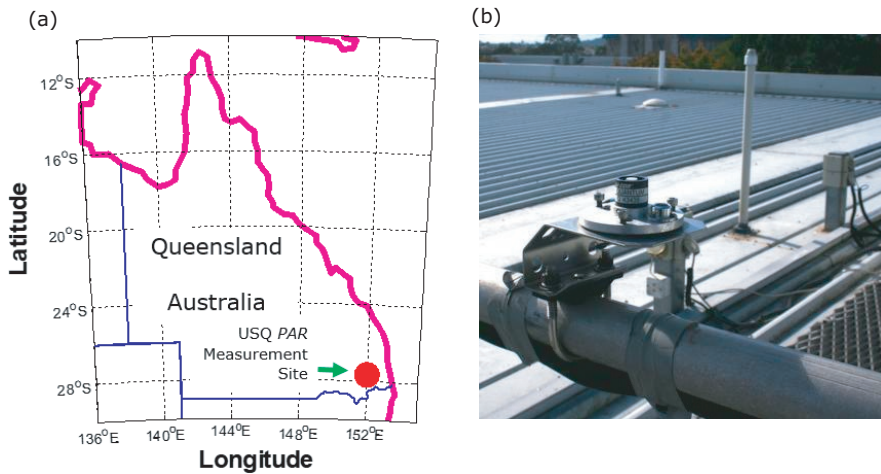 (a)
(b)
12°S
16°S
20°S
24°S
28°S
Latitude
Queensland
Australia
USQ PAR
Measurement
Site
136°E
140°E
144°E
148°E
152°E
Longitude